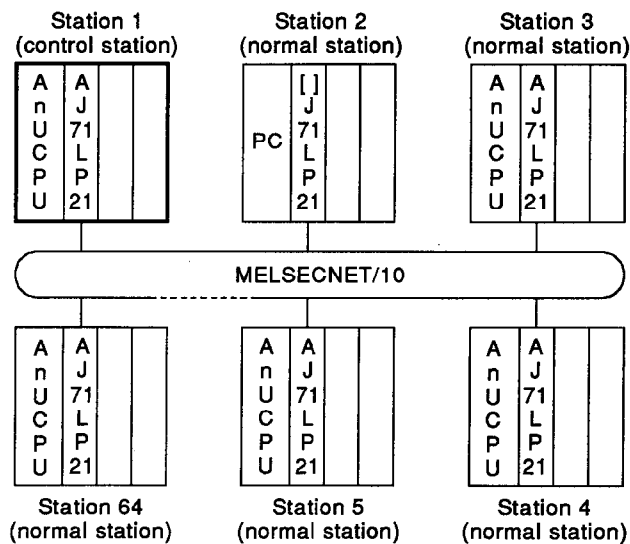 Station 1
(control station)
Station 2
(normal station)
Station 3
(normal station)
AnUCPU
AJ71LP21
PC
[ ]J71LP21
AnUCPU
AJ71LP21
MELSECNET/10
AnUCPU
AJ71LP21
AnUCPU
AJ71LP21
AnUCPU
AJ71LP21
Station 64
(normal station)
Station 5
(normal station)
Station 4
(normal station)